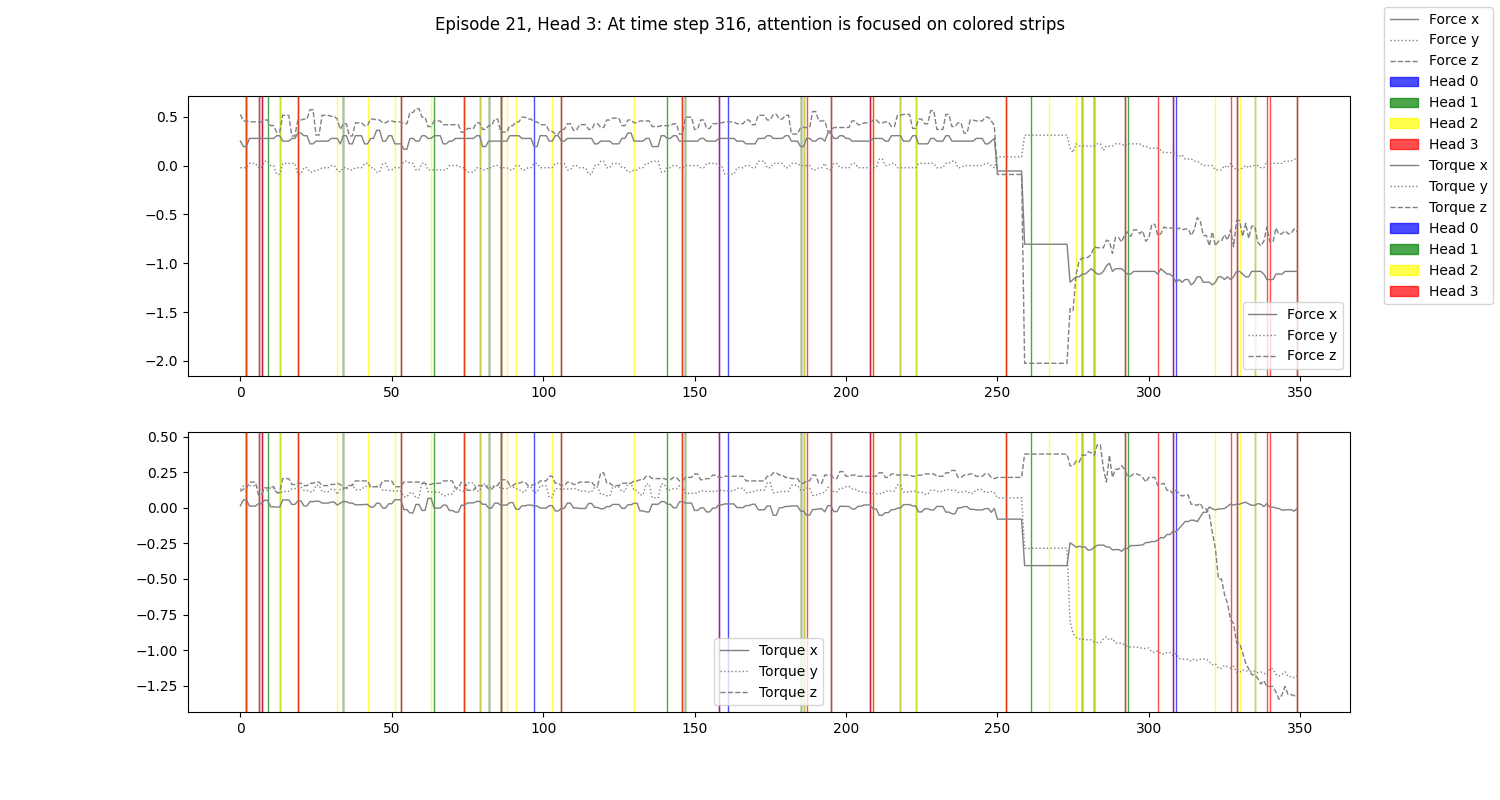 Episode 21, Head 3: At time step 316, attention is focused on colored strips
Force x
Force y
Force z
Head 0
Head 1
Head 2
Head 3
Torque x
Torque y
Torque z
Head 0
Head 1
Head 2
Head 3
0.5
0.0
−0.5
−1.0
−1.5
−2.0
Force x
Force y
Force z
0 50 100 150 200 250 300 350
0.50
0.25
0.00
−0.25
−0.50
−0.75
−1.00
−1.25
Torque x
Torque y
Torque z
0 50 100 150 200 250 300 350